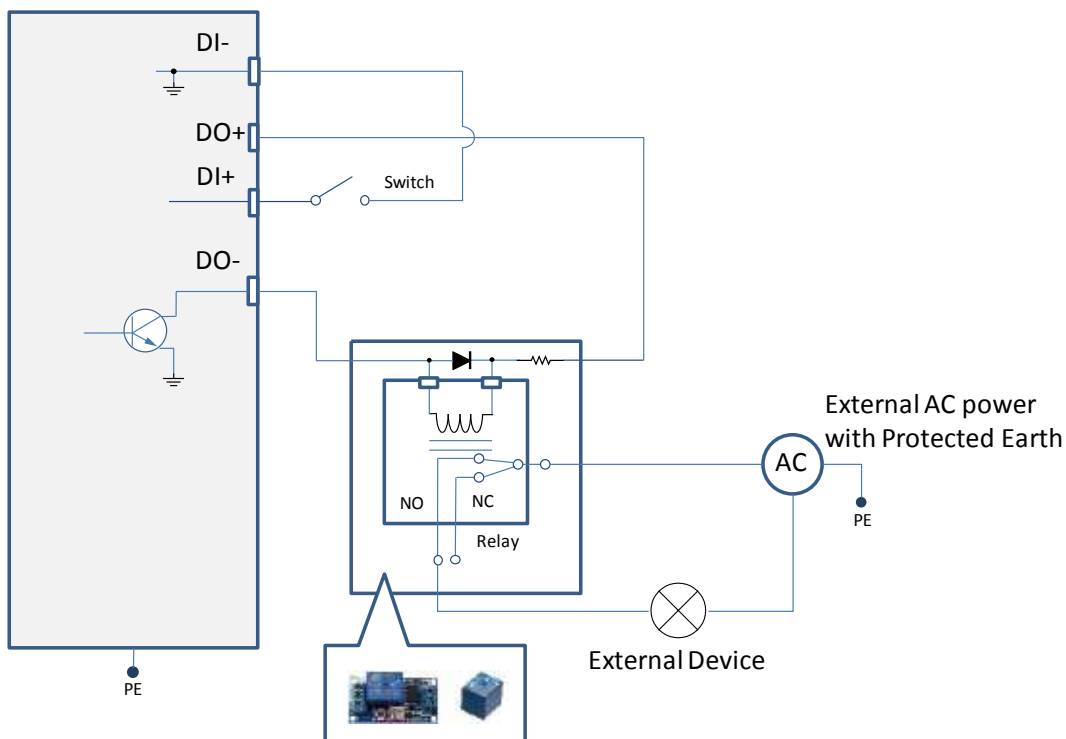 DI-
DO+
DI+
Switch
DO-
External AC power
with Protected Earth
AC
NO
NC
PE
Relay
External Device
PE